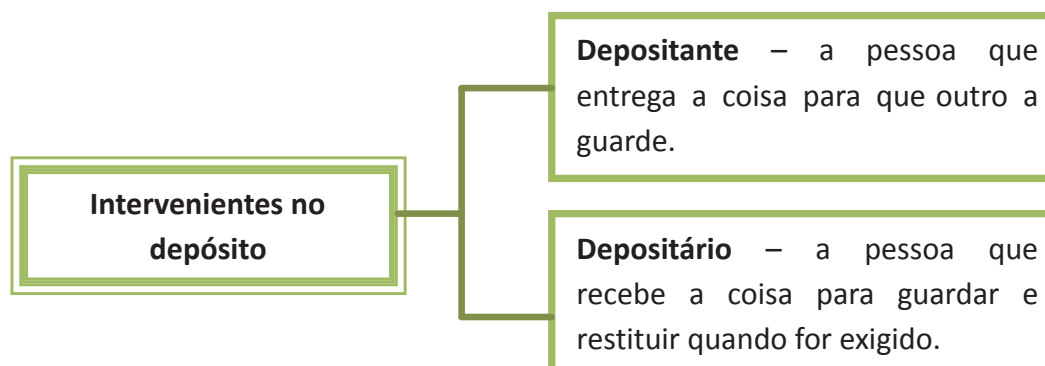 Intervenientes no
depósito
Depositante – a pessoa que
entrega a coisa para que outro a
guarde.
Depositário – a pessoa que
recebe a coisa para guardar e
restituir quando for exigido.